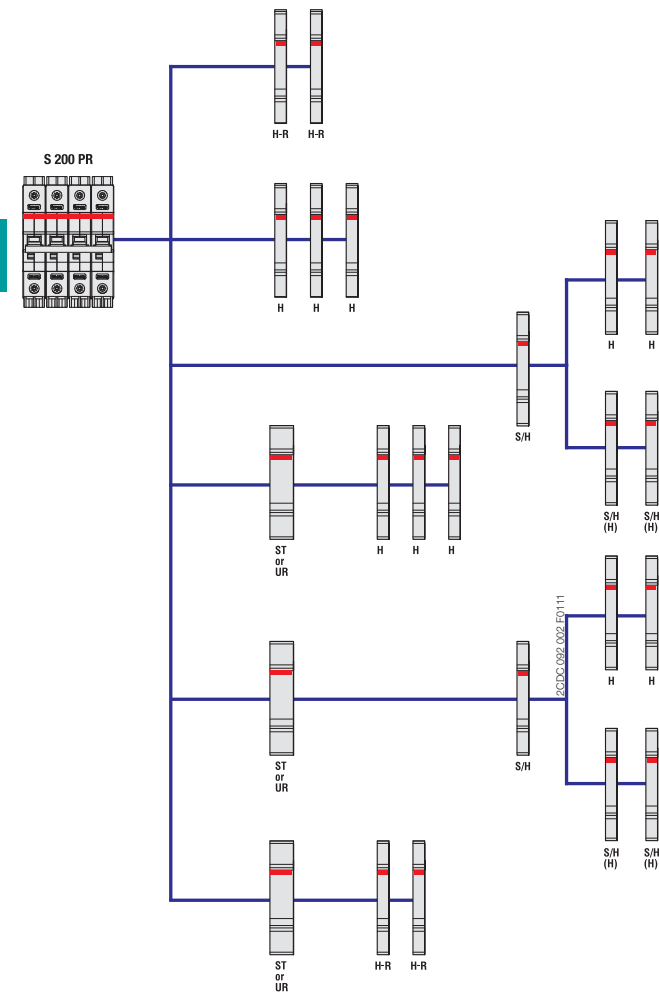 H-R H-R
S 200 PR
H H H
H H
S/H
S/H
(H)
S/H
(H)
ST
or
UR
H H H
2CDC 092 002 F0111
H H
ST
or
UR
S/H
S/H
(H)
S/H
(H)
ST
or
UR
H-R H-R